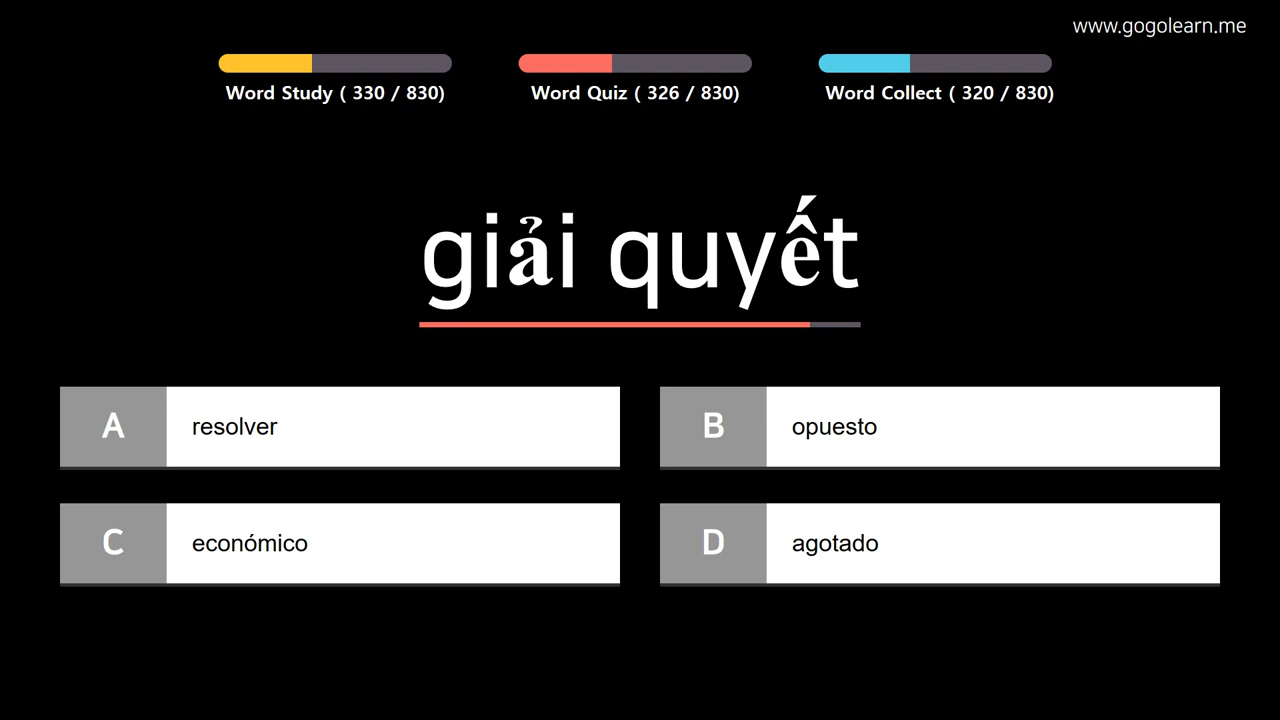 www.gogolearn.me
Word Study ( 330 / 830)
Word Quiz ( 326 / 830)
Word Collect ( 320 / 830)
giải quyết
A
resolver
B
opuesto
C
económico
D
agotado